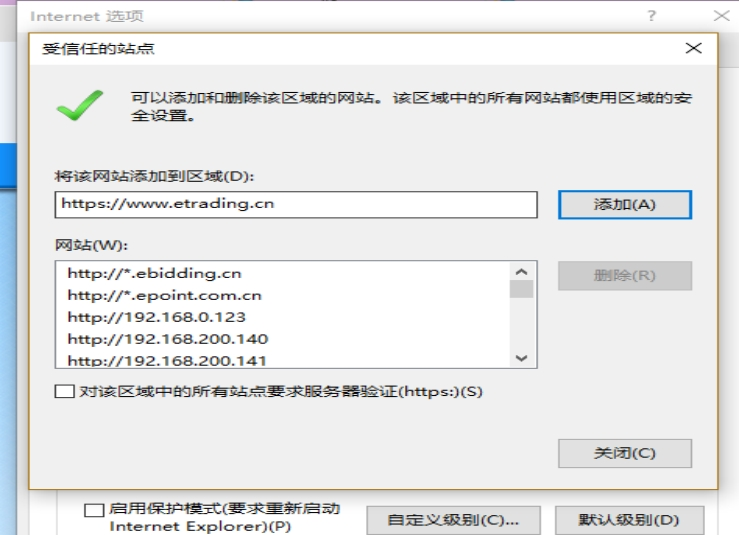 Internet 选项
?
受信任的站点
可以添加和删除该区域的网站。该区域中的所有网站都使用区域的安
全设置。
将该网站添加到区域(D):
https://www.etrading.cn
添加(A)
网站(W):
http://*.ebidding.cn
http://*.epoint.com.cn
http://192.168.0.123
http://192.168.200.140
http://192.168.200.141
删除(R)
对该区域中的所有站点要求服务器验证(https:)(S)
关闭(C)
启用保护模式(要求重新启动
Internet Explorer)(P)
自定义级别(C)...
默认级别(D)